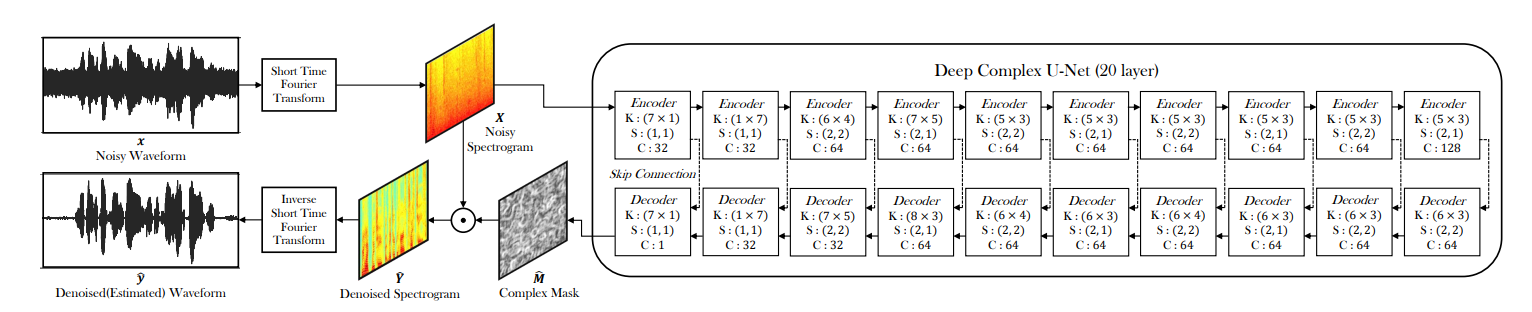 Deep Complex U-Net (20 layer)
Short Time
Fourier
Transform
x
Noisy Waveform
X
Noisy
Spectrogram
Encoder
K : (7 × 1)
S : (1, 1)
C : 32
Encoder
K : (1 × 7)
S : (1, 1)
C : 32
Encoder
K : (6 × 4)
S : (2, 2)
C : 64
Encoder
K : (7 × 5)
S : (2, 1)
C : 64
Encoder
K : (5 × 3)
S : (2, 2)
C : 64
Encoder
K : (5 × 3)
S : (2, 1)
C : 64
Encoder
K : (5 × 3)
S : (2, 2)
C : 64
Encoder
K : (5 × 3)
S : (2, 1)
C : 64
Encoder
K : (5 × 3)
S : (2, 2)
C : 64
Encoder
K : (5 × 3)
S : (2, 1)
C : 128
Skip Connection
Decoder
K : (7 × 1)
S : (1, 1)
C : 1
Decoder
K : (1 × 7)
S : (1, 1)
C : 32
Decoder
K : (7 × 5)
S : (2, 2)
C : 32
Decoder
K : (8 × 3)
S : (2, 1)
C : 64
Decoder
K : (6 × 4)
S : (2, 2)
C : 64
Decoder
K : (6 × 3)
S : (2, 1)
C : 64
Decoder
K : (6 × 4)
S : (2, 2)
C : 64
Decoder
K : (6 × 3)
S : (2, 1)
C : 64
Decoder
K : (6 × 3)
S : (2, 2)
C : 64
Decoder
K : (6 × 3)
S : (2, 2)
C : 64
Inverse
Short Time
Fourier
Transform
ŷ
Denoised(Estimated) Waveform
Ŷ
Denoised Spectrogram
M̂
Complex Mask